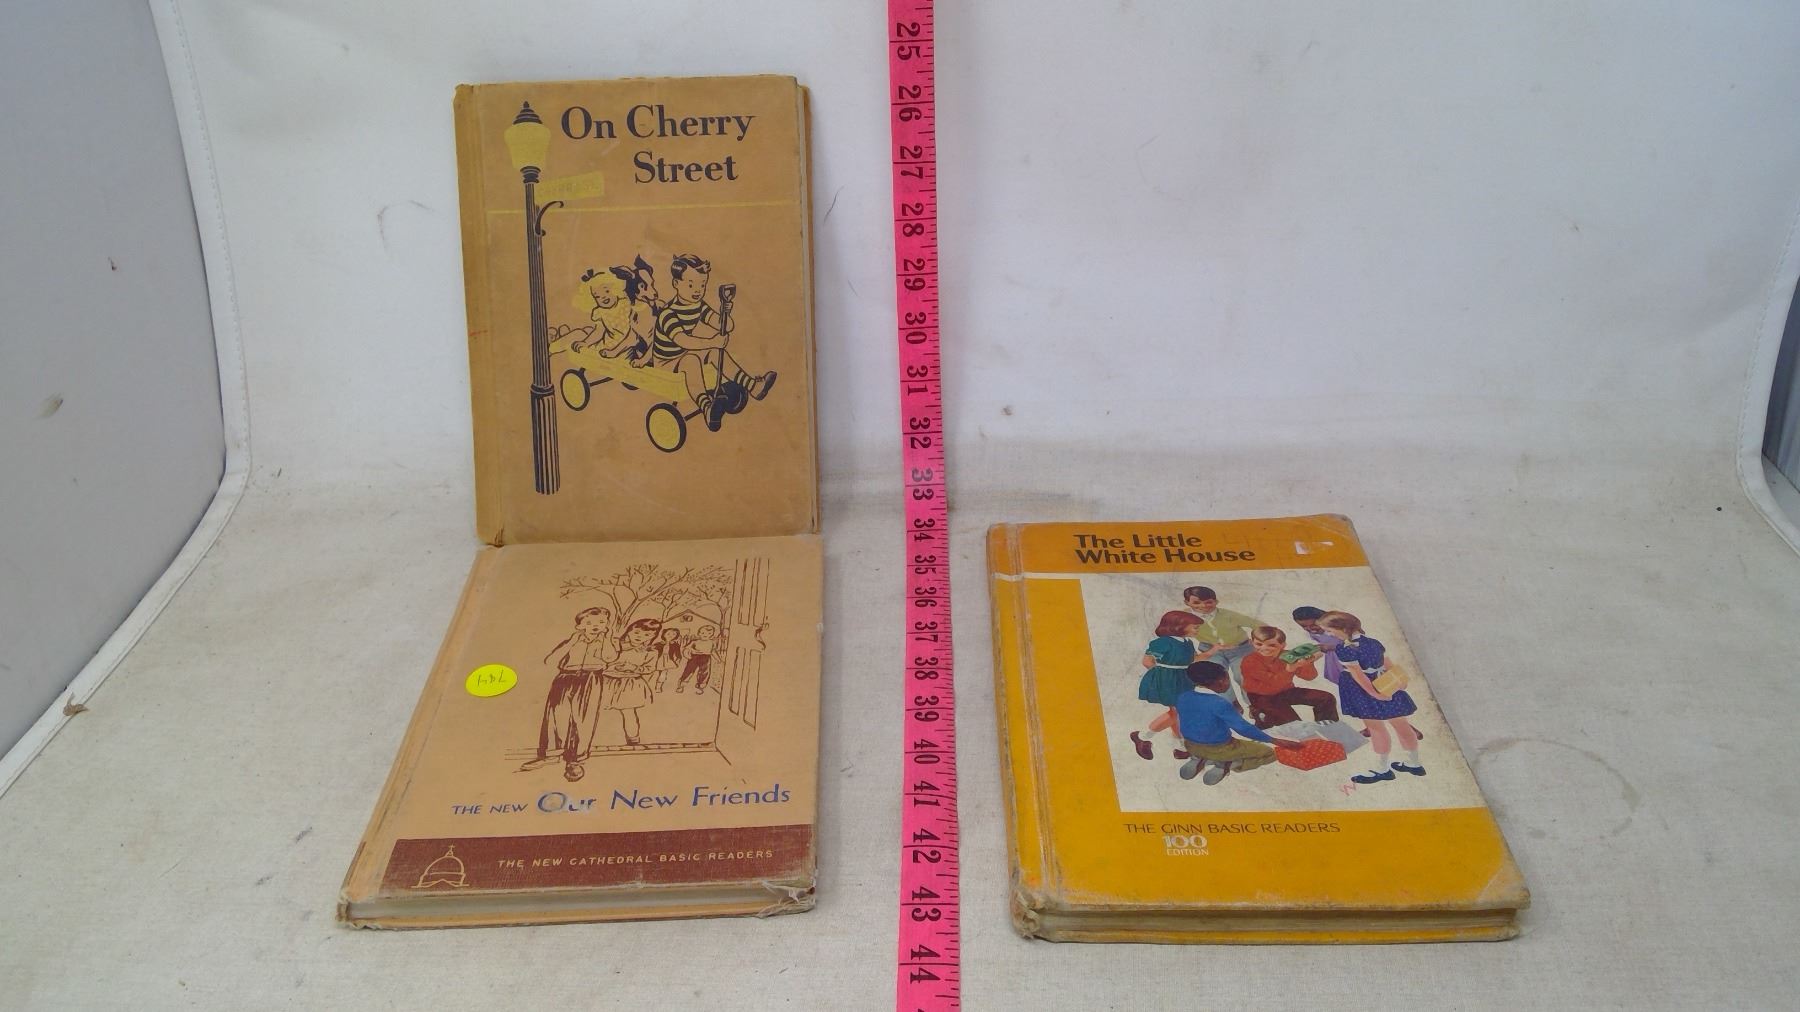 On Cherry
Street
THE NEW Our New Friends
THE NEW CATHEDRAL BASIC READERS
25
26
27
28
29
30
31
32
33
34
35
36
37
38
39
40
41
42
43
44
The Little
White House
THE GINN BASIC READERS
100
EDITION